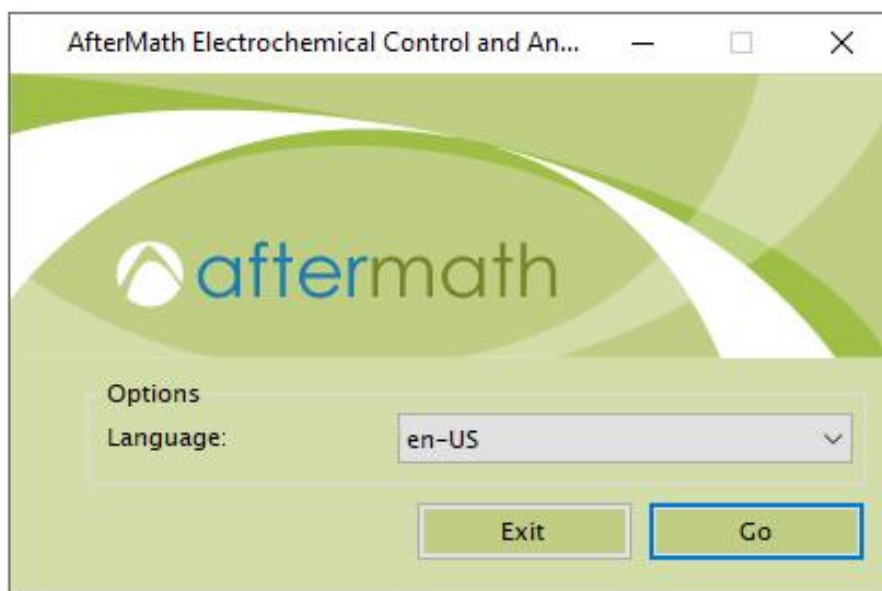 AfterMath Electrochemical Control and An...
aftermath
Options
Language:
en-US
Exit
Go